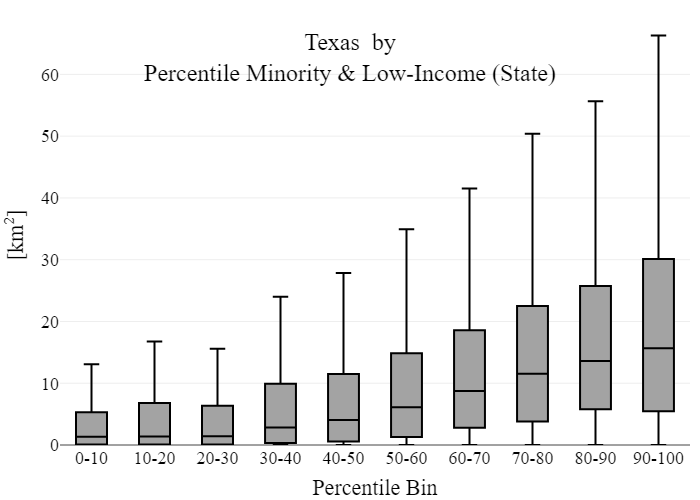 Texas by
Percentile Minority & Low-Income (State)
60
50
40
30
20
10
0
[km²]
0-10 10-20 20-30 30-40 40-50 50-60 60-70 70-80 80-90 90-100
Percentile Bin